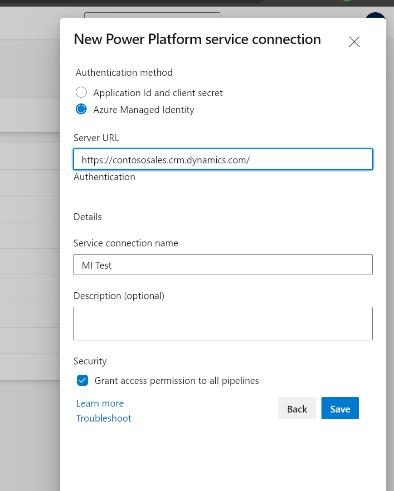 New Power Platform service connection
Authentication method
Application Id and client secret
Azure Managed Identity
Server URL
https://contososales.crm.dynamics.com/
Authentication
Details
Service connection name
MI Test
Description (optional)
Security
Grant access permission to all pipelines
Learn more
Troubleshoot
Back
Save